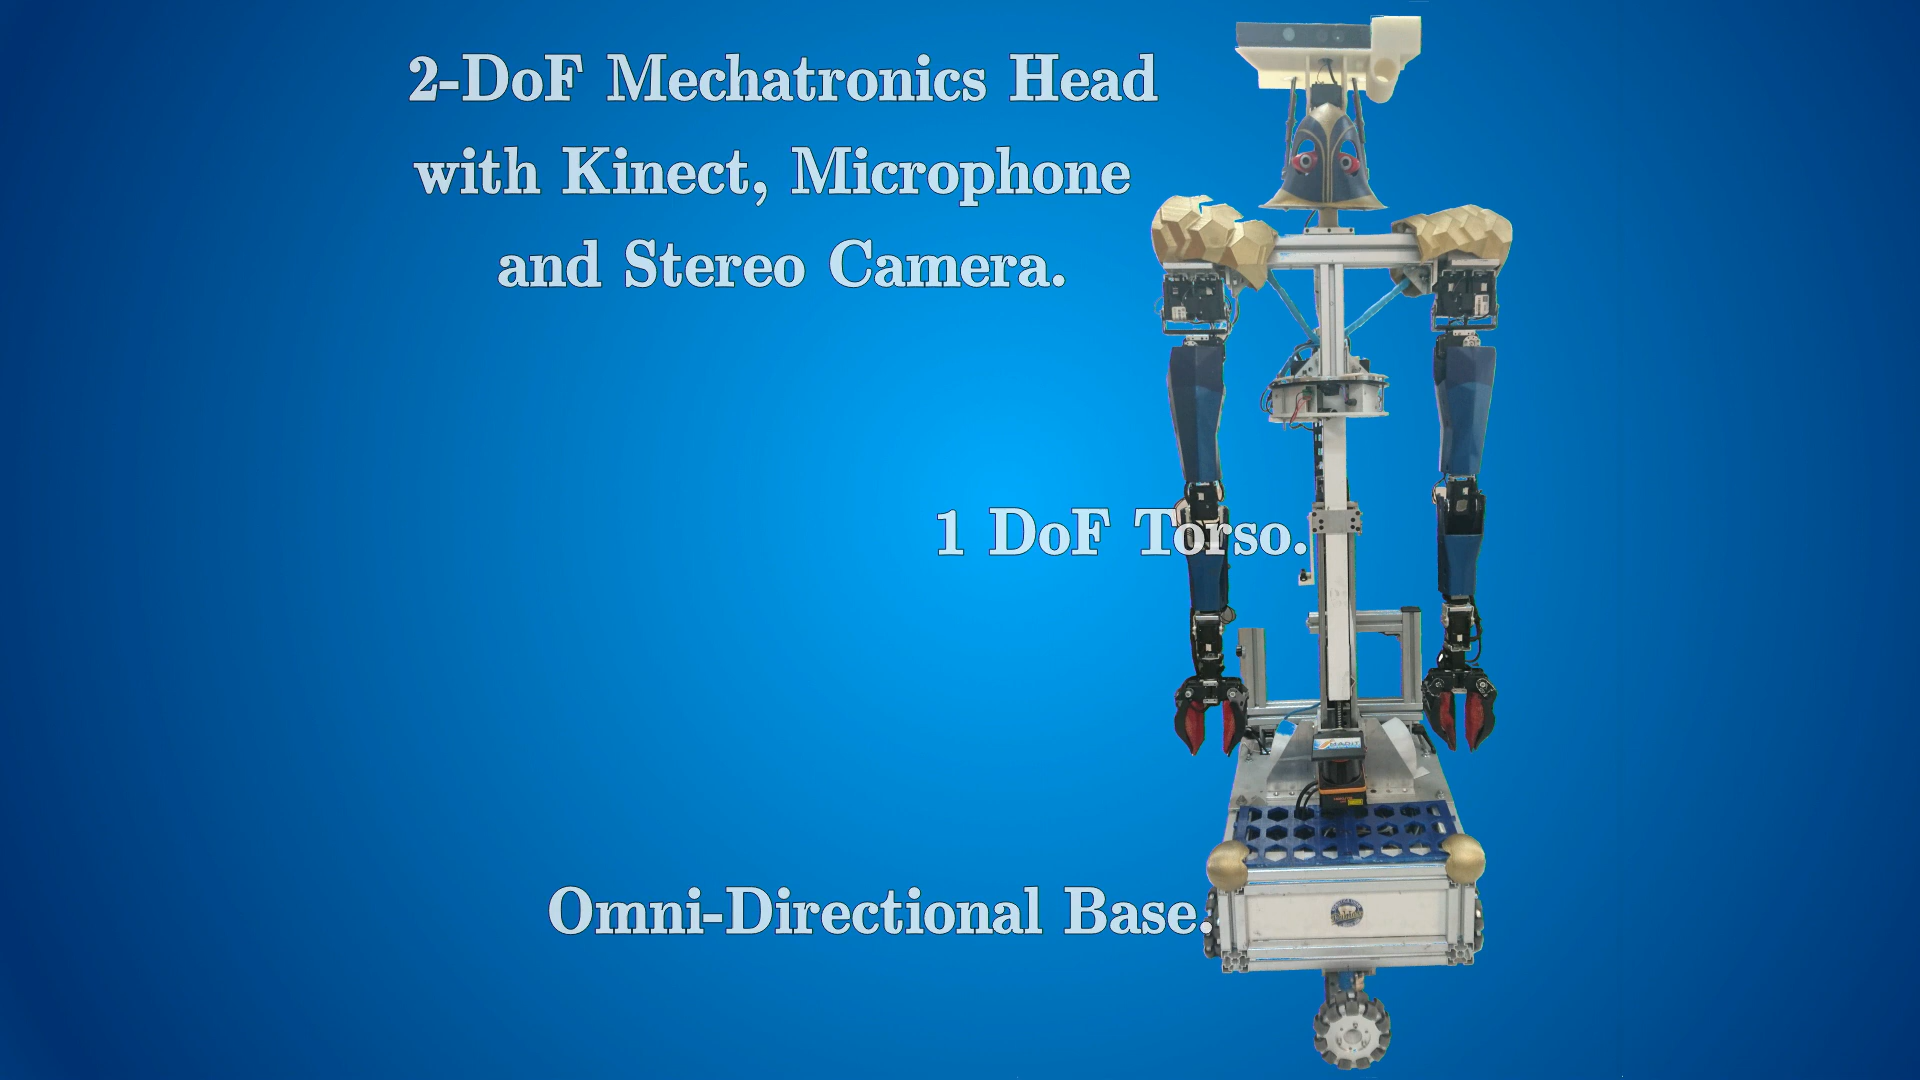 2-DoF Mechatronics Head
with Kinect, Microphone
and Stereo Camera.
1 DoF Torso.
Omni-Directional Base.